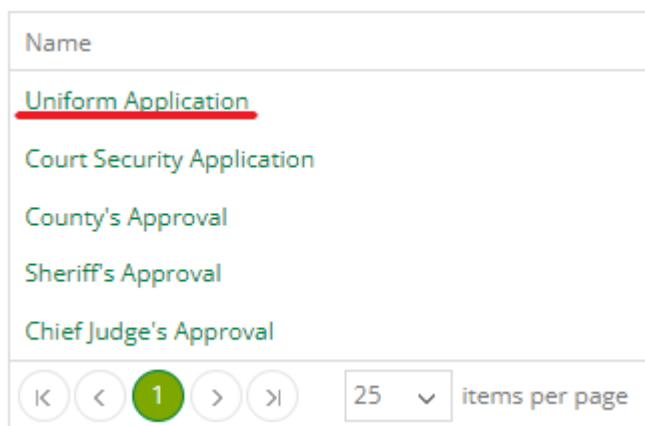 Name
Uniform Application
Court Security Application
County's Approval
Sheriff's Approval
Chief Judge's Approval
1 25 items per page